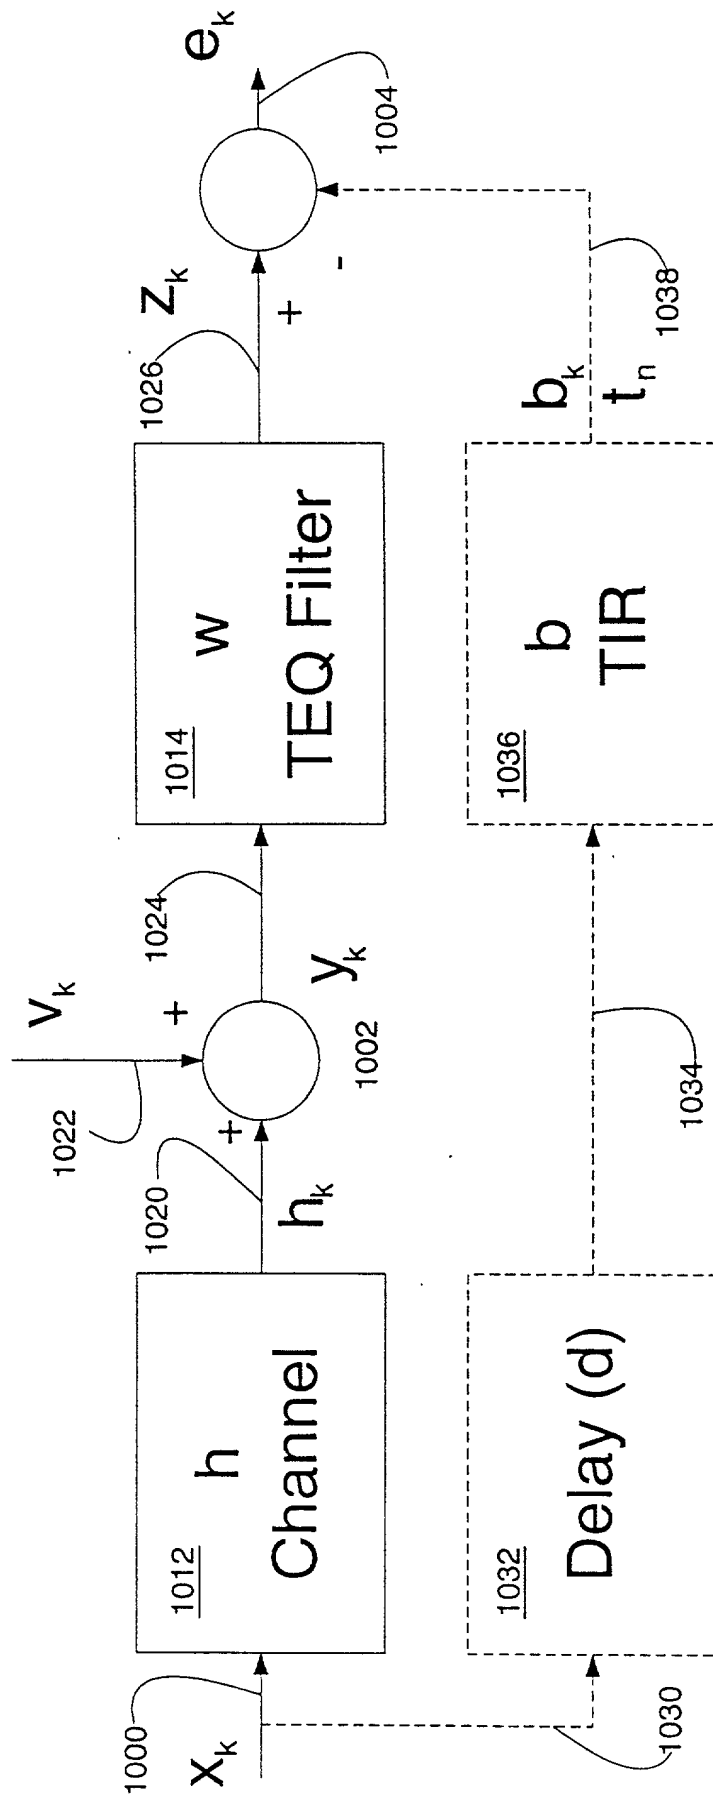 x_k
1000
1012
h
Channel
1020
h_k
1022
v_k
+
+
1002
y_k
1024
1014
w
TEQ Filter
1026
z_k
+
-
e_k
1004
1030
1032
Delay (d)
1034
1036
b
TIR
b_k
t_n
1038